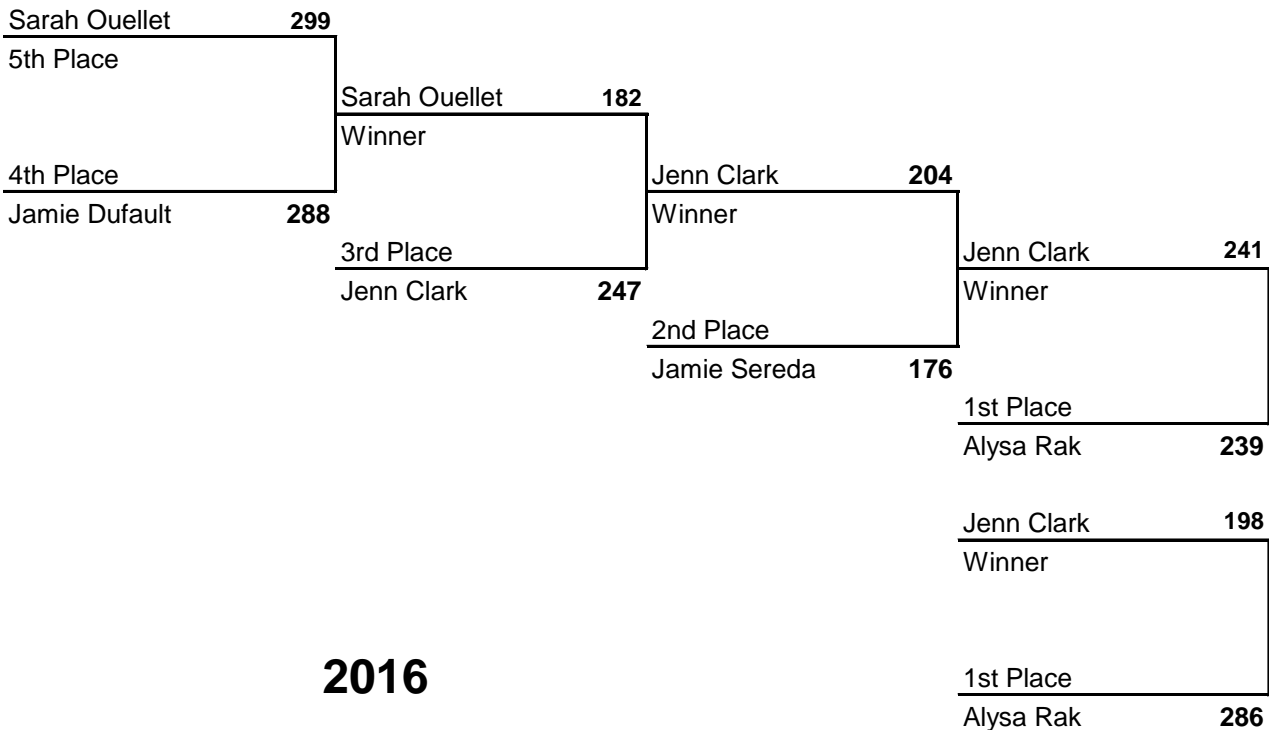 Sarah Ouellet 299
5th Place
Sarah Ouellet 182
Winner
4th Place
Jenn Clark 204
Jamie Dufault 288
Winner
3rd Place
Jenn Clark 241
Jenn Clark 247
Winner
2nd Place
Jamie Sereda 176
1st Place
Alysa Rak 239
Jenn Clark 198
Winner
2016
1st Place
Alysa Rak 286